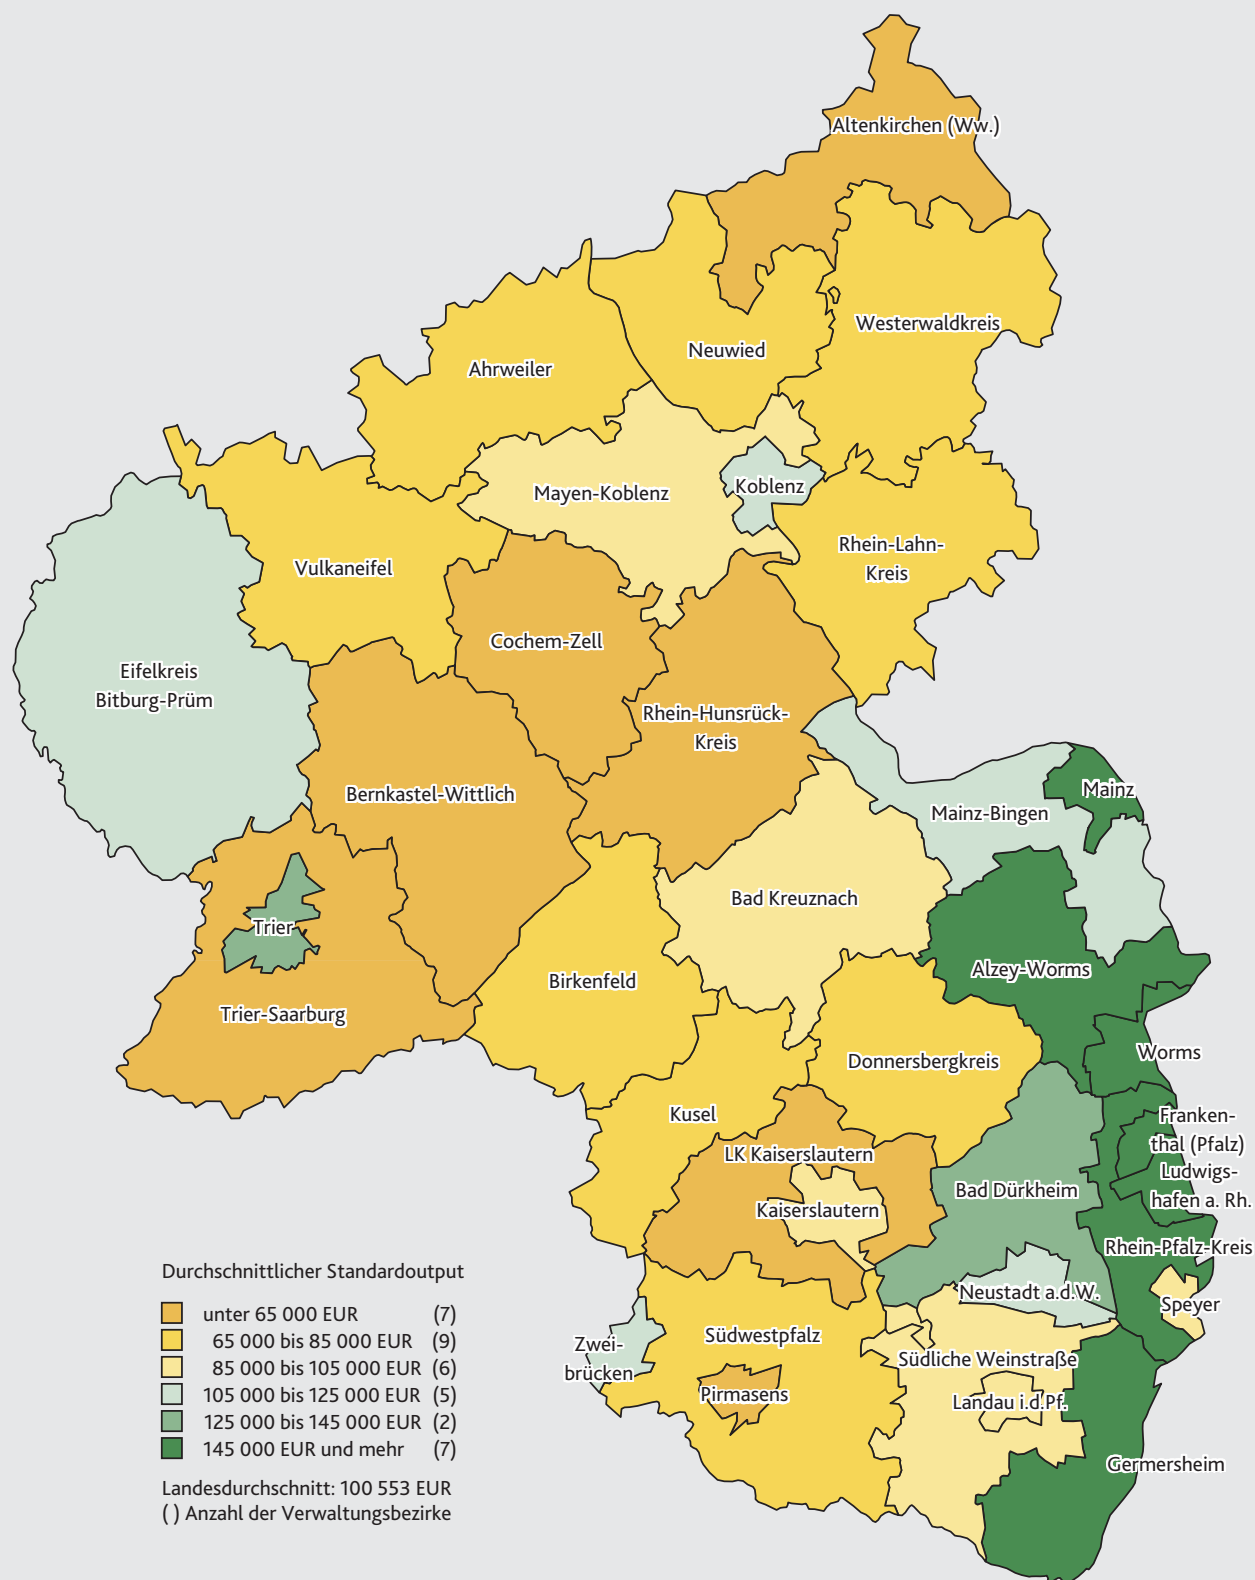 Altenkirchen (Ww.)
Westerwaldkreis
Neuwied
Ahrweiler
Koblenz
Mayen-Koblenz
Rhein-Lahn-
Kreis
Vulkaneifel
Cochem-Zell
Eifelkreis
Bitburg-Prüm
Rhein-Hunsrück-
Kreis
Bernkastel-Wittlich
Mainz
Mainz-Bingen
Bad Kreuznach
Trier
Alzey-Worms
Birkenfeld
Trier-Saarburg
Worms
Donnersbergkreis
Kusel
Franken-
thal (Pfalz)
LK Kaiserslautern
Ludwigs-
hafen a. Rh.
Bad Dürkheim
Kaiserslautern
Rhein-Pfalz-Kreis
Neustadt a.d.W.
Speyer
Südwestpfalz
Zwei-
brücken
Südliche Weinstraße
Pirmasens
Landau i.d.Pf.
Germersheim
Durchschnittlicher Standardoutput
unter 65 000 EUR (7)
65 000 bis 85 000 EUR (9)
85 000 bis 105 000 EUR (6)
105 000 bis 125 000 EUR (5)
125 000 bis 145 000 EUR (2)
145 000 EUR und mehr (7)
Landesdurchschnitt: 100 553 EUR
( ) Anzahl der Verwaltungsbezirke